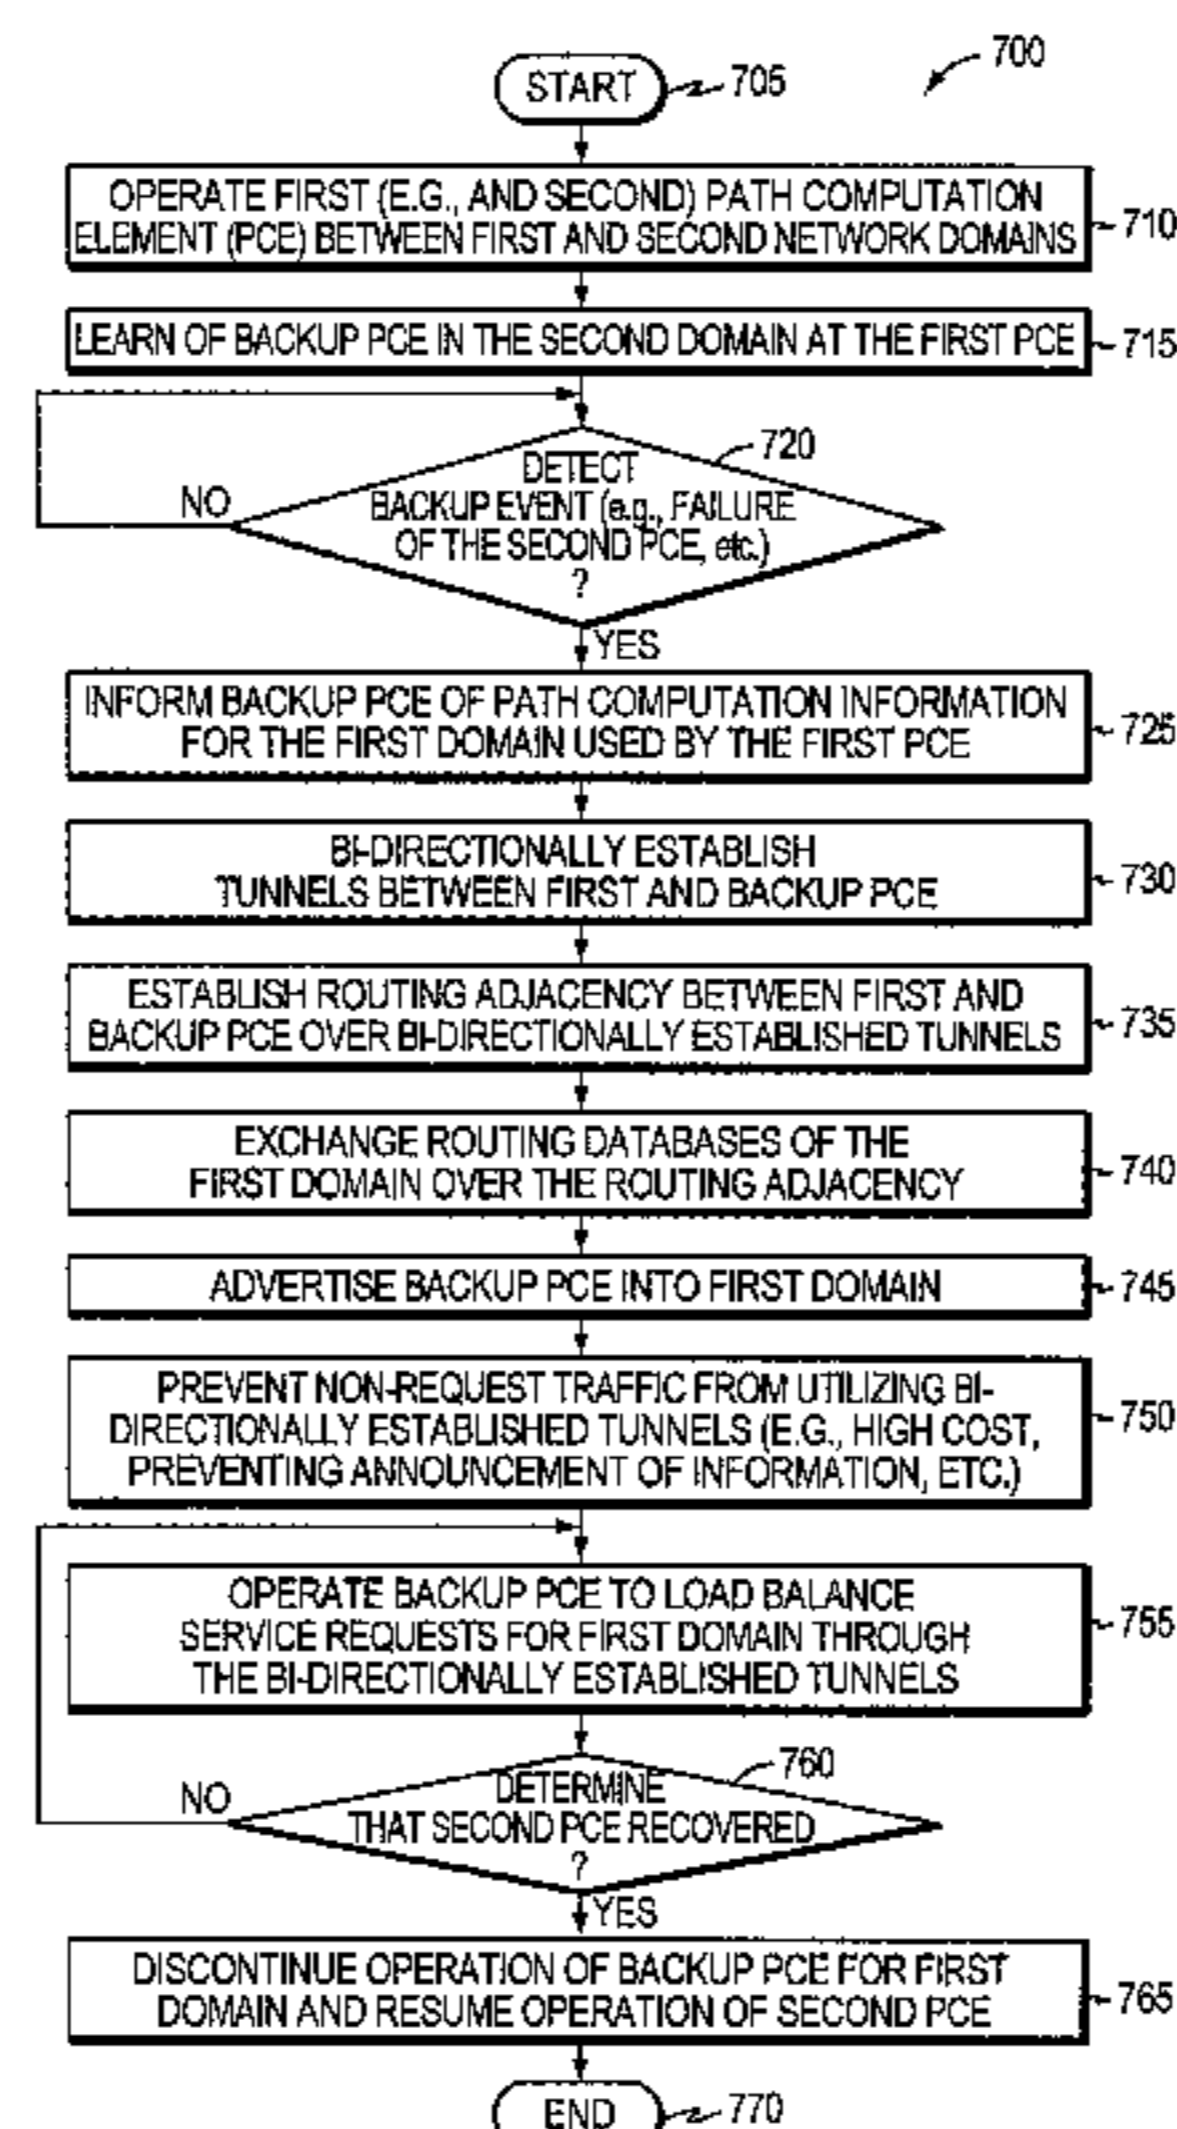 700
START 705
OPERATE FIRST (E.G., AND SECOND) PATH COMPUTATION
ELEMENT (PCE) BETWEEN FIRST AND SECOND NETWORK DOMAINS
710
LEARN OF BACKUP PCE IN THE SECOND DOMAIN AT THE FIRST PCE
715
720
DETECT
NO
BACKUP EVENT (e.g., FAILURE
OF THE SECOND PCE, etc.)
?
YES
INFORM BACKUP PCE OF PATH COMPUTATION INFORMATION
FOR THE FIRST DOMAIN USED BY THE FIRST PCE
725
BI-DIRECTIONALLY ESTABLISH
TUNNELS BETWEEN FIRST AND BACKUP PCE
730
ESTABLISH ROUTING ADJACENCY BETWEEN FIRST AND
BACKUP PCE OVER BI-DIRECTIONALLY ESTABLISHED TUNNELS
735
EXCHANGE ROUTING DATABASES OF THE
FIRST DOMAIN OVER THE ROUTING ADJACENCY
740
ADVERTISE BACKUP PCE INTO FIRST DOMAIN
745
PREVENT NON-REQUEST TRAFFIC FROM UTILIZING BI-
DIRECTIONALLY ESTABLISHED TUNNELS (E.G., HIGH COST,
PREVENTING ANNOUNCEMENT OF INFORMATION, ETC.)
750
OPERATE BACKUP PCE TO LOAD BALANCE
SERVICE REQUESTS FOR FIRST DOMAIN THROUGH
THE BI-DIRECTIONALLY ESTABLISHED TUNNELS
755
760
DETERMINE
NO
THAT SECOND PCE RECOVERED
?
YES
DISCONTINUE OPERATION OF BACKUP PCE FOR FIRST
DOMAIN AND RESUME OPERATION OF SECOND PCE
765
END 770